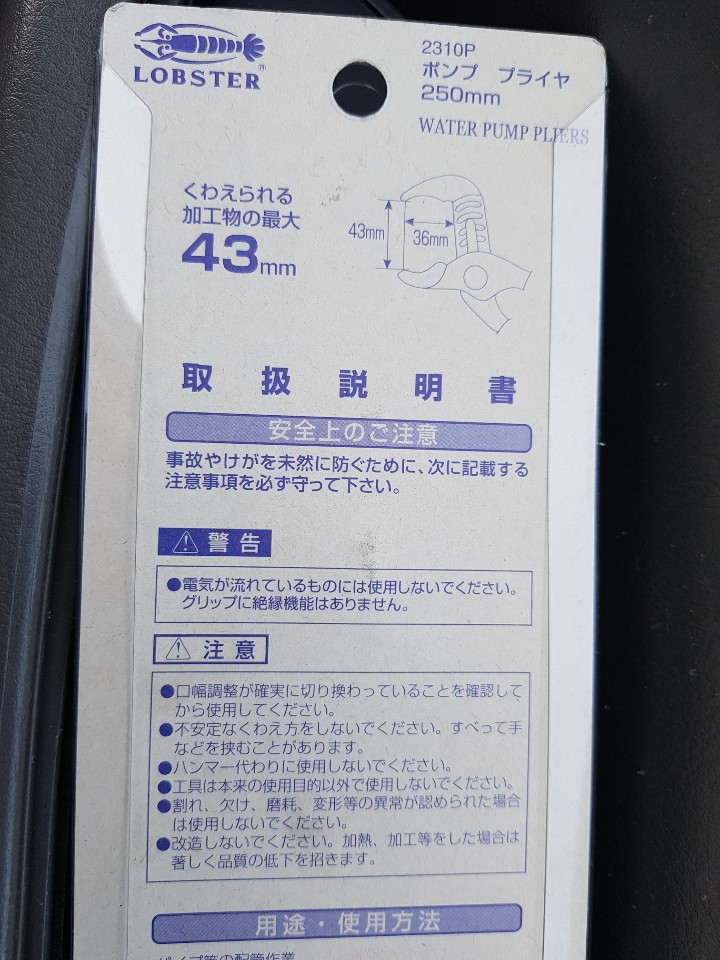 LOBSTER®
2310P
ポンプ プライヤ
250mm
WATER PUMP PLIERS
くわえられる
加工物の最大
43mm
43mm
36mm
取扱説明書
安全上のご注意
事故やけがを未然に防ぐために、次に記載する
注意事項を必ず守って下さい。
警告
●電気が流れているものには使用しないでください。
グリップに絶縁機能はありません。
注意
●口幅調整が確実に切り換わっていることを確認して
から使用してください。
●不安定なくわえ方をしないでください。すべって手
などを挟むことがあります。
●ハンマー代わりに使用しないでください。
●工具は本来の使用目的以外で使用しないでください。
●割れ、欠け、磨耗、変形等の異常が認められた場合
は使用しないでください。
●改造しないでください。加熱、加工等をした場合は
著しく品質の低下を招きます。
用途・使用方法
パイプ等の配管作業